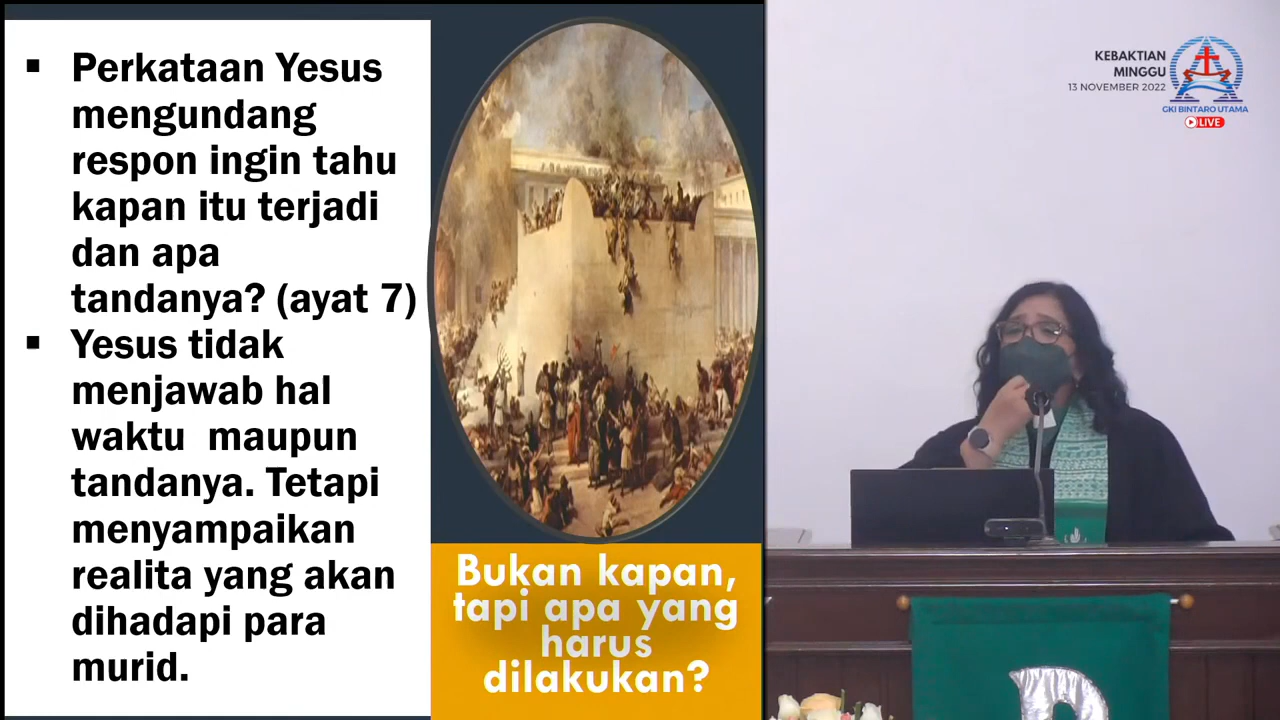 ▪ Perkataan Yesus
mengundang
respon ingin tahu
kapan itu terjadi
dan apa
tandanya? (ayat 7)
▪ Yesus tidak
menjawab hal
waktu maupun
tandanya. Tetapi
menyampaikan
realita yang akan
dihadapi para
murid.
Bukan kapan,
tapi apa yang
harus
dilakukan?
KEBAKTIAN
MINGGU
13 NOVEMBER 2022
GKI BINTARO UTAMA
LIVE